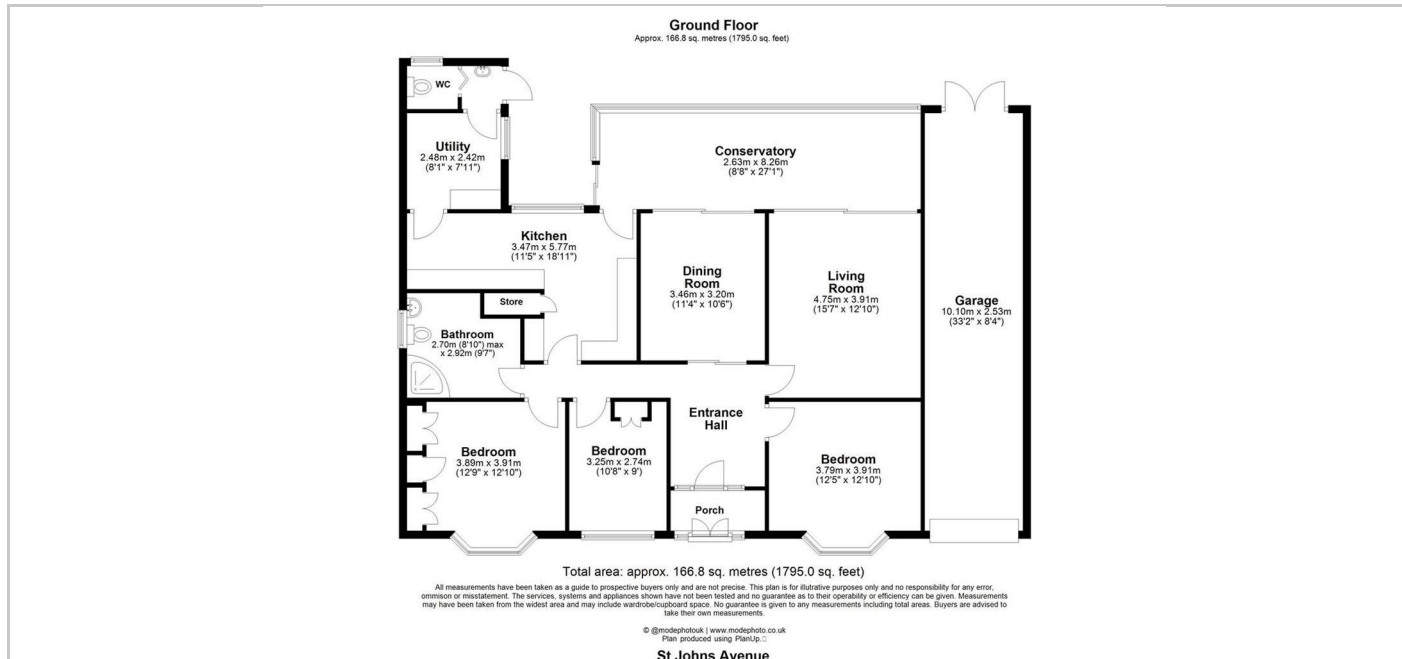 Ground Floor
Approx. 166.8 sq. metres (1795.0 sq. feet)
WC
Utility
2.48m x 2.42m
(8'1" x 7'11")
Conservatory
2.63m x 8.26m
(8'8" x 27'1")
Kitchen
3.47m x 5.77m
(11'5" x 18'11")
Dining
Room
3.46m x 3.20m
(11'4" x 10'6")
Living
Room
4.75m x 3.91m
(15'7" x 12'10")
Garage
10.10m x 2.53m
(33'2" x 8'4")
Store
Bathroom
2.70m (8'10") max
x 2.92m (9'7")
Entrance
Hall
Bedroom
3.89m x 3.91m
(12'9" x 12'10")
Bedroom
3.25m x 2.74m
(10'8" x 9')
Bedroom
3.79m x 3.91m
(12'5" x 12'10")
Porch
Total area: approx. 166.8 sq. metres (1795.0 sq. feet)
All measurements have been taken as a guide to prospective buyers only and are not precise. This plan is for illutrative purposes only and no responsibility for any error,
ommison or misstatement. The services, systems and appliances shown have not been tested and no guarantee as to their operability or efficiency can be given. Measurements
may have been taken from the widest area and may include wardrobe/cupboard space. No guarantee is given to any measurements including total areas. Buyers are advised to
take their own measurements.
© @modephotouk | www.modephoto.co.uk
Plan produced using PlanUp.
St Johns Avenue